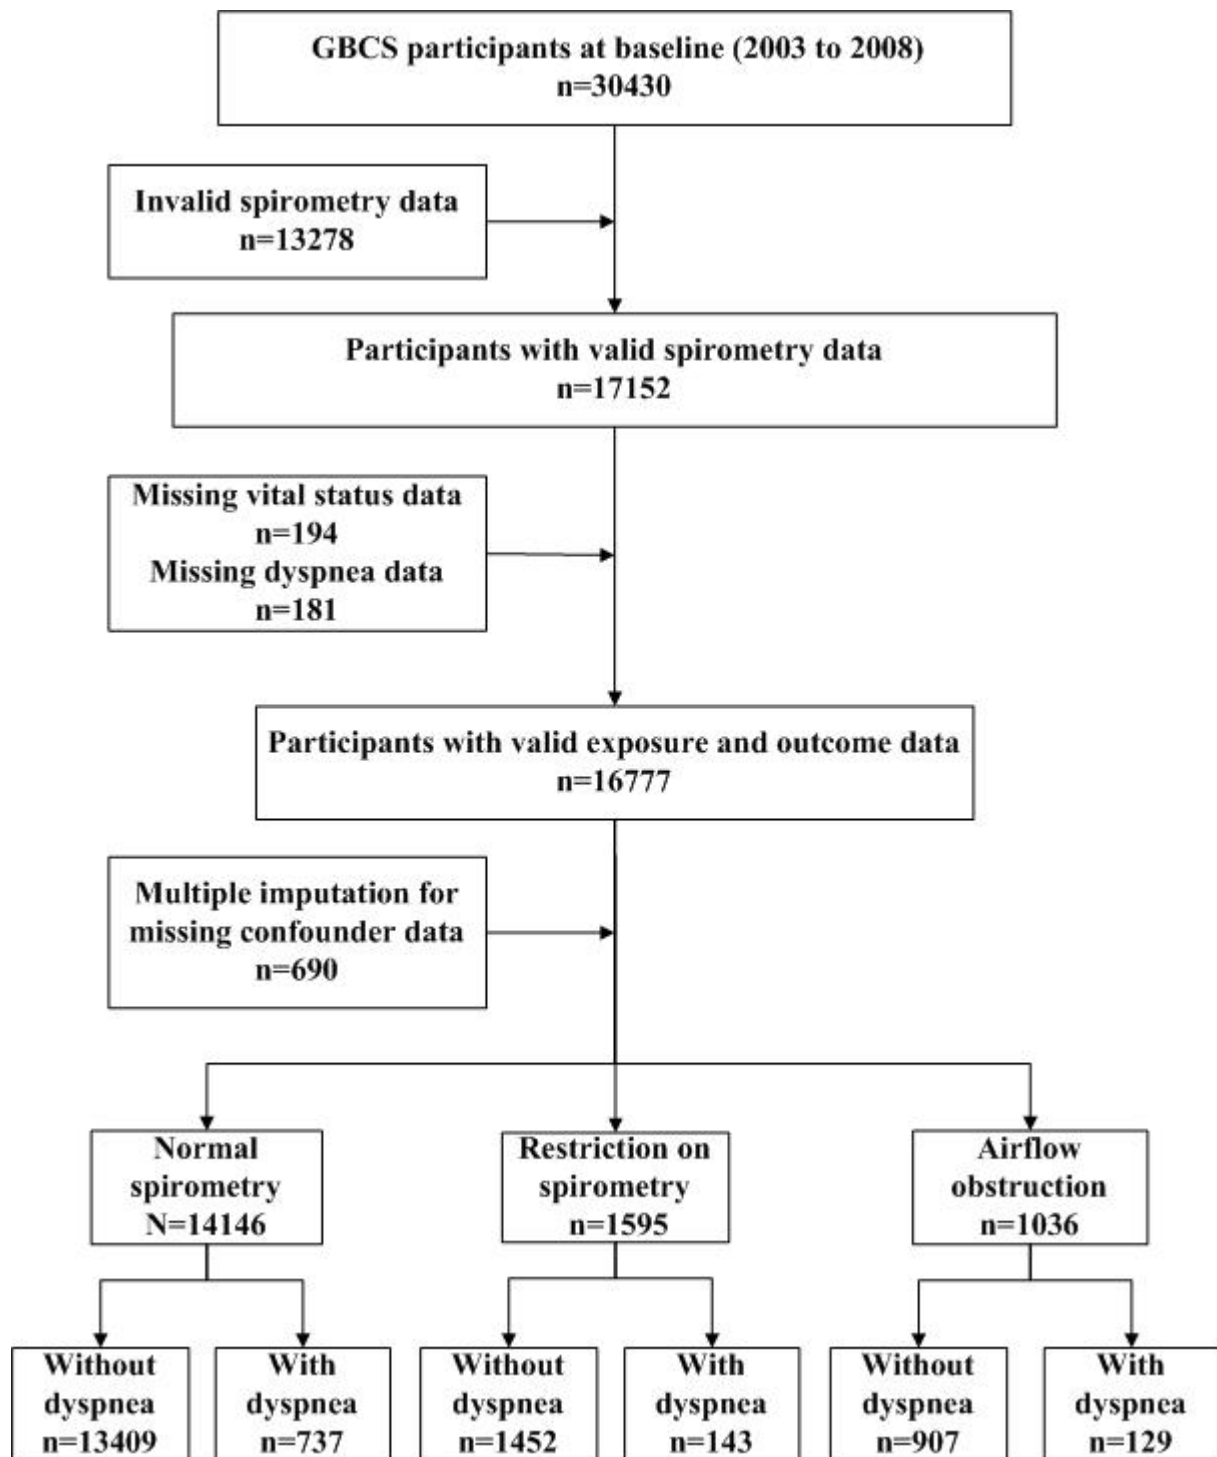 GBCS participants at baseline (2003 to 2008)
n=30430
Invalid spirometry data
n=13278
Participants with valid spirometry data
n=17152
Missing vital status data
n=194
Missing dyspnea data
n=181
Participants with valid exposure and outcome data
n=16777
Multiple imputation for
missing confounder data
n=690
Normal
spirometry
N=14146
Restriction on
spirometry
n=1595
Airflow
obstruction
n=1036
Without
dyspnea
n=13409
With
dyspnea
n=737
Without
dyspnea
n=1452
With
dyspnea
n=143
Without
dyspnea
n=907
With
dyspnea
n=129